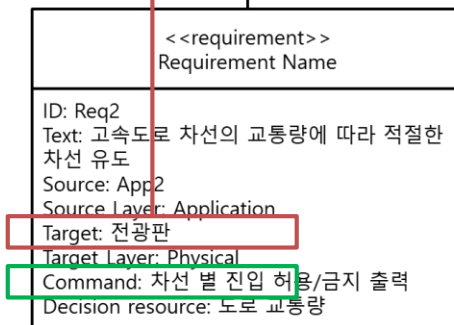 <<requirement>>
Requirement Name
ID: Req2
Text: 고속도로 차선의 교통량에 따라 적절한
차선 유도
Source: App2
Source Layer: Application
Target: 전광판
Target Layer: Physical
Command: 차선 별 진입 허용/금지 출력
Decision resource: 도로 교통량